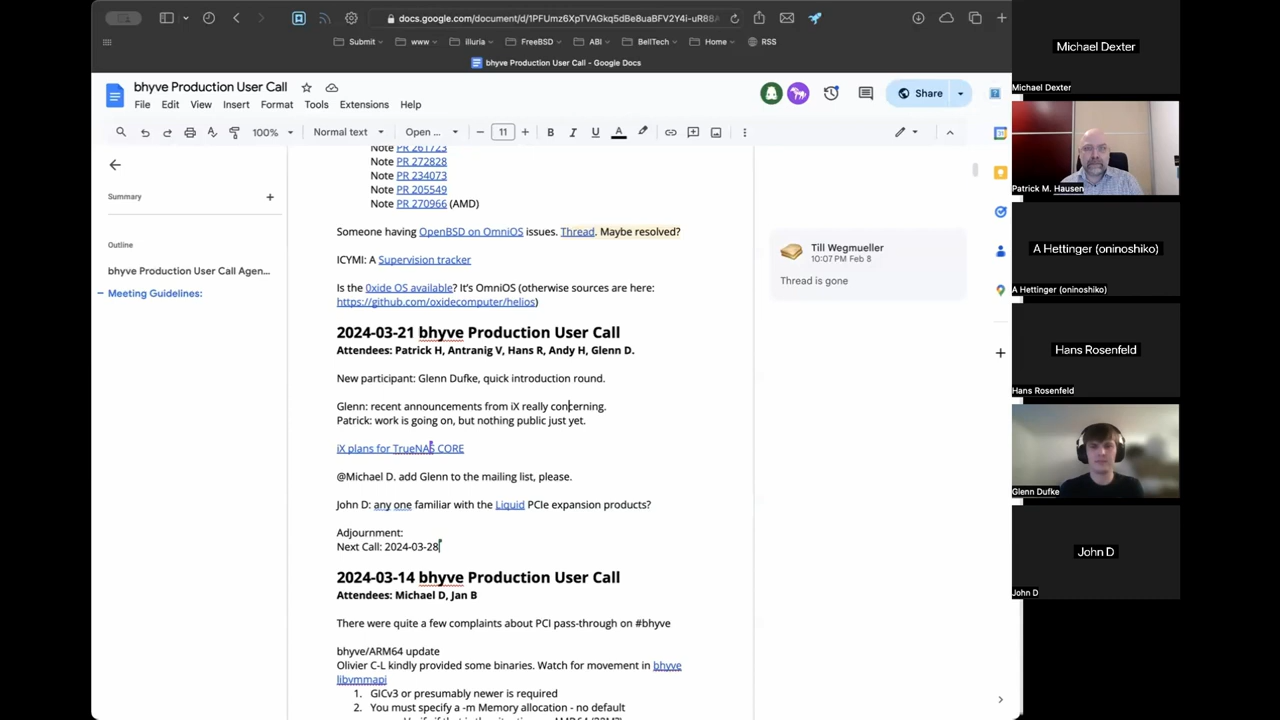 docs.google.com/document/d/1PFUmz6XpTVAGkq5dBe8uaBFV2Y4i-uR88A
Submit
www
illuria
FreeBSD
ABI
BellTech
Home
RSS
bhyve Production User Call - Google Docs
bhyve Production User Call
File Edit View Insert Format Tools Extensions Help
Share
100%
Normal text
Open ...
11
Summary
Outline
bhyve Production User Call Agen...
Meeting Guidelines:
Note PR 261723
Note PR 272828
Note PR 234073
Note PR 205549
Note PR 270966 (AMD)
Someone having OpenBSD on OmniOS issues. Thread. Maybe resolved?
ICYMI: A Supervision tracker
Is the 0xide OS available? It's OmniOS (otherwise sources are here:
https://github.com/oxidecomputer/helios)
2024-03-21 bhyve Production User Call
Attendees: Patrick H, Antranig V, Hans R, Andy H, Glenn D.
New participant: Glenn Dufke, quick introduction round.
Glenn: recent announcements from iX really concerning.
Patrick: work is going on, but nothing public just yet.
iX plans for TrueNAS CORE
@Michael D. add Glenn to the mailing list, please.
John D: any one familiar with the Liquid PCIe expansion products?
Adjournment:
Next Call: 2024-03-28
2024-03-14 bhyve Production User Call
Attendees: Michael D, Jan B
There were quite a few complaints about PCI pass-through on #bhyve
bhyve/ARM64 update
Olivier C-L kindly provided some binaries. Watch for movement in bhyve
libvmmapi
1. GICv3 or presumably newer is required
2. You must specify a -m Memory allocation - no default
Till Wegmueller
10:07 PM Feb 8
Thread is gone
Michael Dexter
Michael Dexter
Patrick M. Hausen
A Hettinger (oninoshiko)
A Hettinger (oninoshiko)
Hans Rosenfeld
Hans Rosenfeld
Glenn Dufke
John D
John D